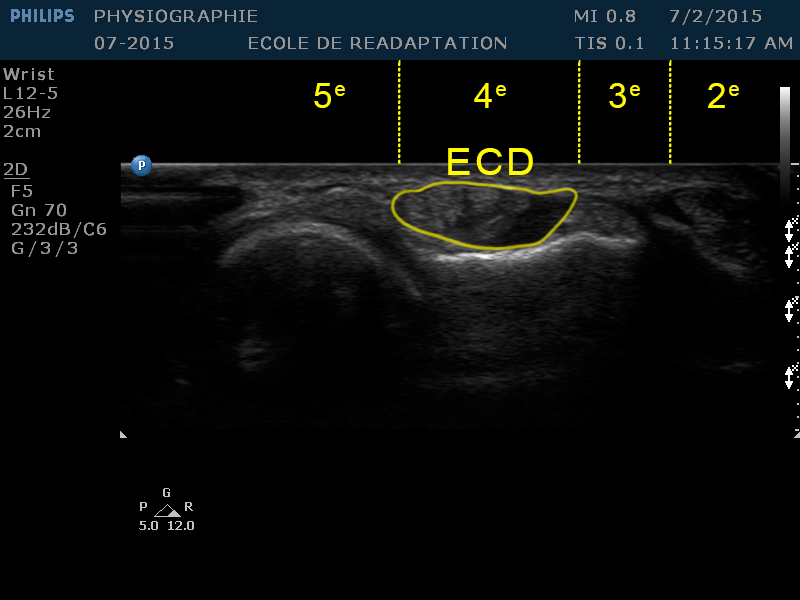 PHILIPS PHYSIOGRAPHIE MI 0.8 7/2/2015
07-2015 ECOLE DE READAPTATION TIS 0.1 11:15:17 AM
Wrist
L12-5
26Hz
2cm
5e 4e 3e 2e
ECD
P
2D
F5
Gn 70
232dB/C6
G/3/3
G
P R
5.0 12.0